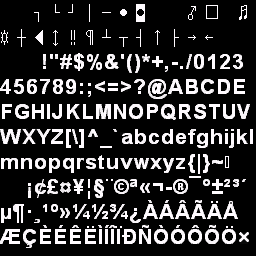 ┐└┘┤─•◘ ♂□ ♬
¤┼◄↕‼¶┴┬┤↑├→←
!"#$%&'()*+,-./0123
456789:;<=>?@ABCDE
FGHIJKLMNOPQRSTUV
WXYZ[\]^_`abcdefghijkl
mnopqrstuvwxyz{|}~▯
¡¢£¤¥¦§¨©ª«¬-®¯°±²³´
µ¶·¸¹º»¼½¾¿ÀÁÂÃÄÅ
ÆÇÈÉÊËÌÍÎÏÐÑÒÓÔÕÖ×